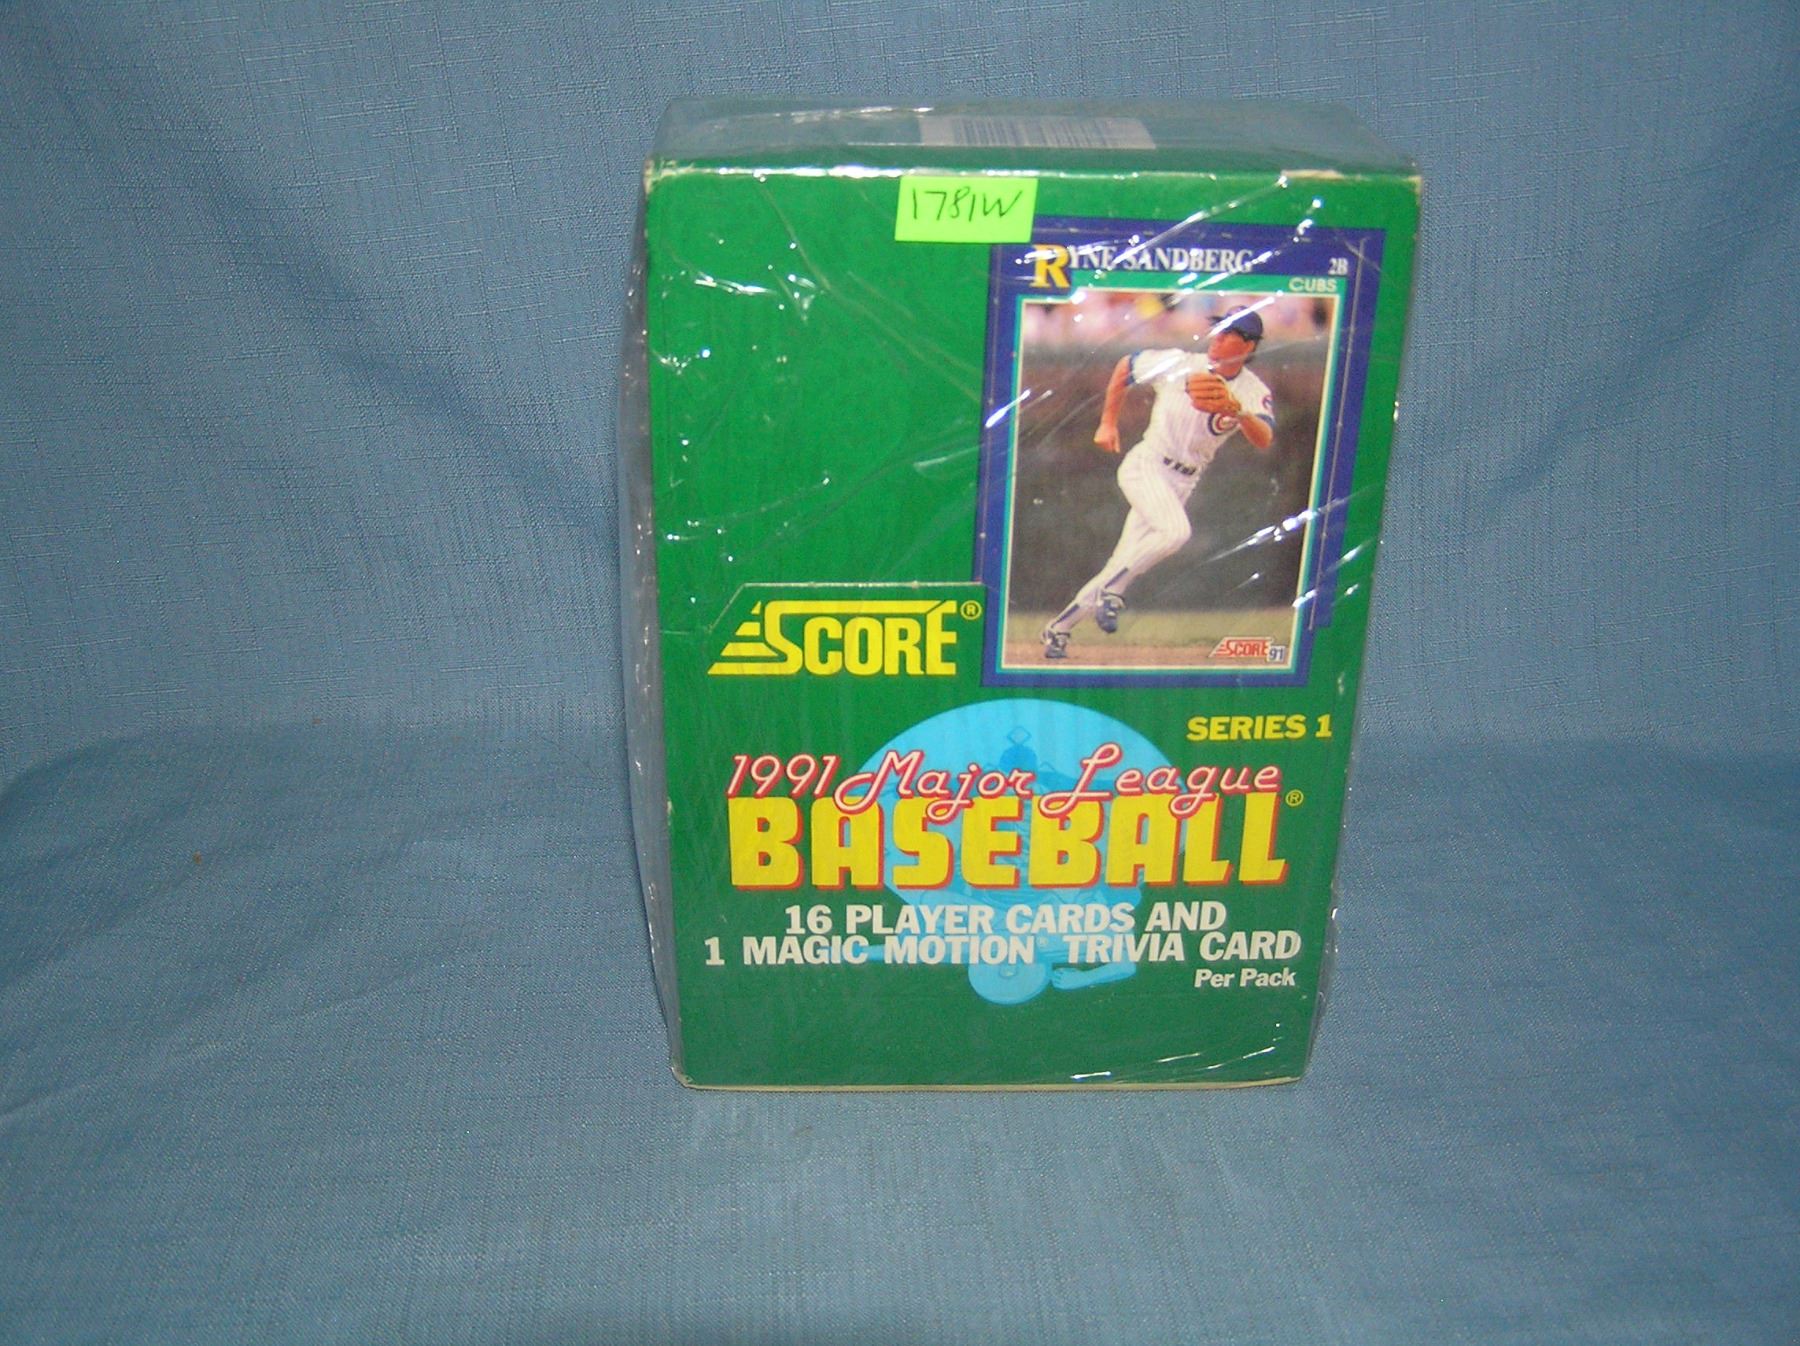 1781W
RYNE SANDBERG 2B
CUBS
SCORE®
SCORE 91
SERIES 1
1991 Major League
BASEBALL®
16 PLAYER CARDS AND
1 MAGIC MOTION® TRIVIA CARD
Per Pack